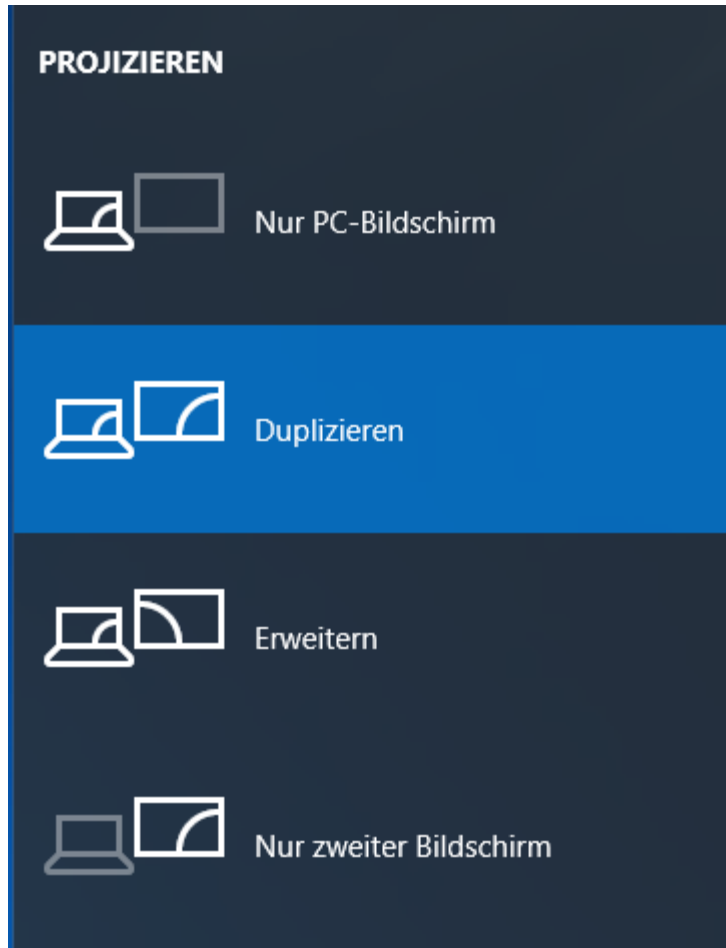 PROJIZIEREN
Nur PC-Bildschirm
Duplizieren
Erweitern
Nur zweiter Bildschirm